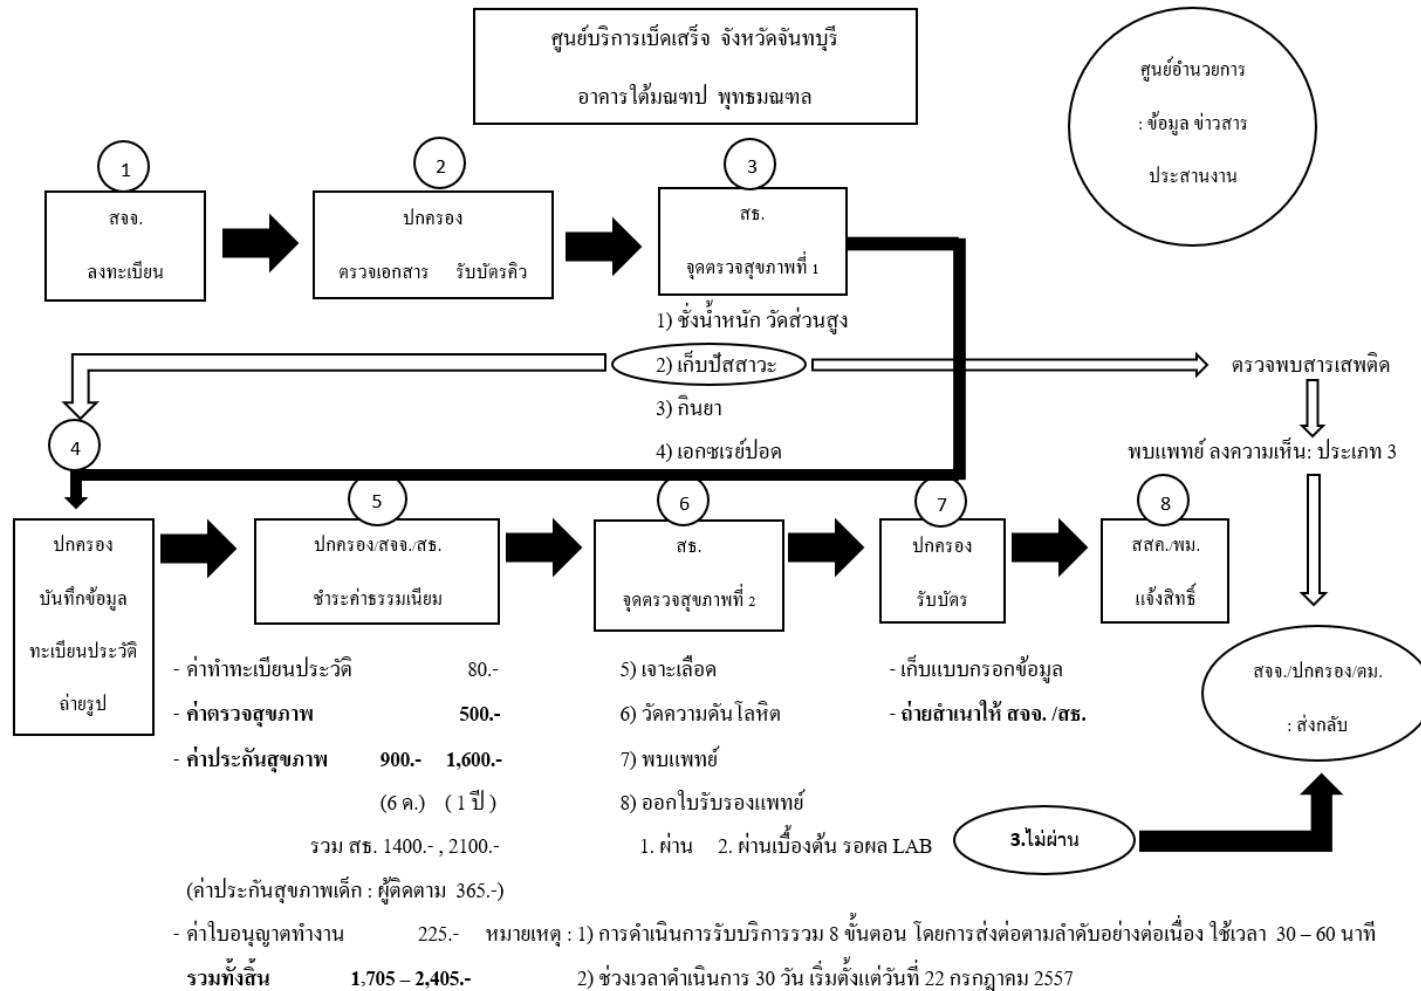 ศูนย์บริการเบ็ดเสร็จ จังหวัดจันทบุรี
อาคารใต้มณฑป พุทธมณฑล
ศูนย์อำนวยการ
: ข้อมูล ข่าวสาร
ประสานงาน
1
สจจ.
ลงทะเบียน
2
ปกครอง
ตรวจเอกสาร รับบัตรคิว
3
สธ.
จุดตรวจสุขภาพที่ 1
1) ชั่งน้ำหนัก วัดส่วนสูง
2) เก็บปัสสาวะ
3) กินยา
4) เอกซเรย์ปอด
ตรวจพบสารเสพติด
พบแพทย์ ลงความเห็น: ประเภท 3
4
ปกครอง
บันทึกข้อมูล
ทะเบียนประวัติ
ถ่ายรูป
5
ปกครอง/สจจ./สธ.
ชำระค่าธรรมเนียม
6
สธ.
จุดตรวจสุขภาพที่ 2
7
ปกครอง
รับบัตร
8
สสค./พม.
แจ้งสิทธิ์
- ค่าทำทะเบียนประวัติ 80.-
- ค่าตรวจสุขภาพ 500.-
- ค่าประกันสุขภาพ 900.- 1,600.-
(6 ค.) ( 1 ปี )
รวม สธ. 1400.- , 2100.-
(ค่าประกันสุขภาพเด็ก : ผู้ติดตาม 365.-)
- ค่าใบอนุญาตทำงาน 225.-
รวมทั้งสิ้น 1,705 – 2,405.-
5) เจาะเลือด
6) วัดความดันโลหิต
7) พบแพทย์
8) ออกใบรับรองแพทย์
1. ผ่าน 2. ผ่านเบื้องต้น รอผล LAB
3.ไม่ผ่าน
- เก็บแบบกรอกข้อมูล
- ถ่ายสำเนาให้ สจจ. /สธ.
สจจ./ปกครอง/ตม.
: ส่งกลับ
หมายเหตุ : 1) การดำเนินการรับบริการรวม 8 ขั้นตอน โดยการส่งต่อตามลำดับอย่างต่อเนื่อง ใช้เวลา 30 – 60 นาที
2) ช่วงเวลาดำเนินการ 30 วัน เริ่มตั้งแต่วันที่ 22 กรกฎาคม 2557